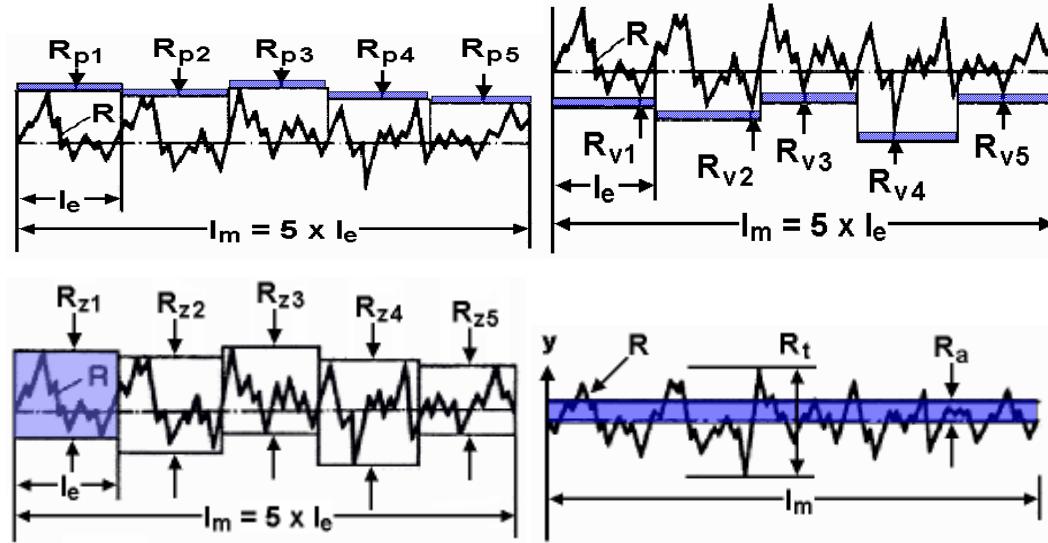 Rp1 Rp2 Rp3 Rp4 Rp5
R
le
lm = 5 x le
R
Rv1
Rv2
Rv3
Rv4
Rv5
le
lm = 5 x le
Rz1 Rz2 Rz3 Rz4 Rz5
R
le
lm = 5 x le
y R Rt Ra
lm